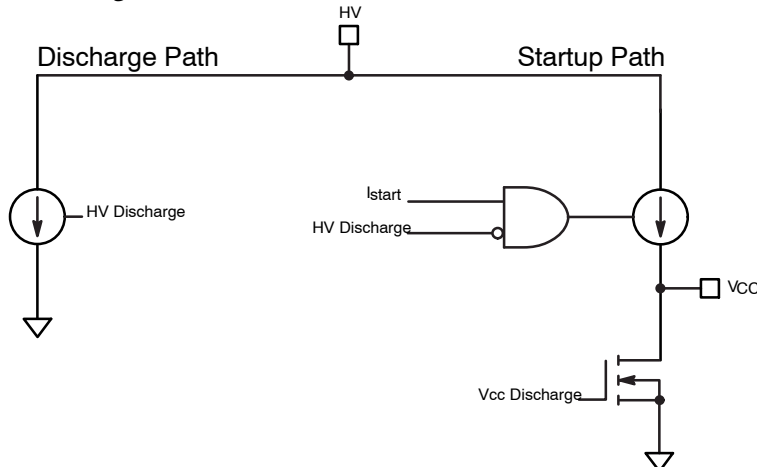 HV
Discharge Path
Startup Path
Istart
HV Discharge
HV Discharge
VCC
Vcc Discharge